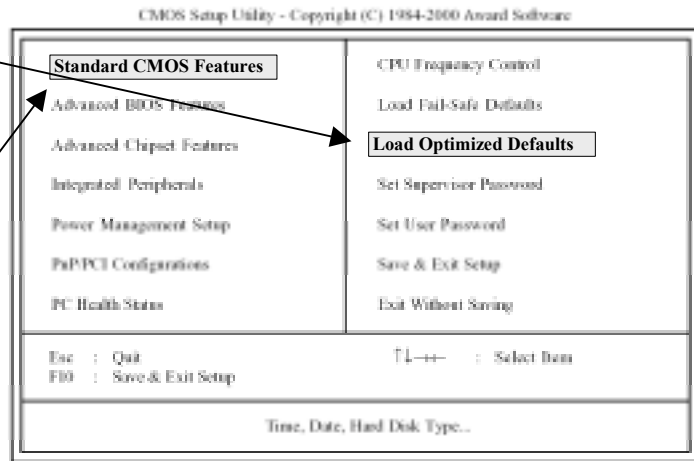 CMOS Setup Utility - Copyright (C) 1984-2000 Award Software
Standard CMOS Features
Advanced BIOS Features
Advanced Chipset Features
Integrated Peripherals
Power Management Setup
PnP/PCI Configurations
PC Health Status
CPU Frequency Control
Load Fail-Safe Defaults
Load Optimized Defaults
Set Supervisor Password
Set User Password
Save & Exit Setup
Exit Without Saving
Esc : Quit
F10 : Save & Exit Setup
↑↓→← : Select Item
Time, Date, Hard Disk Type...